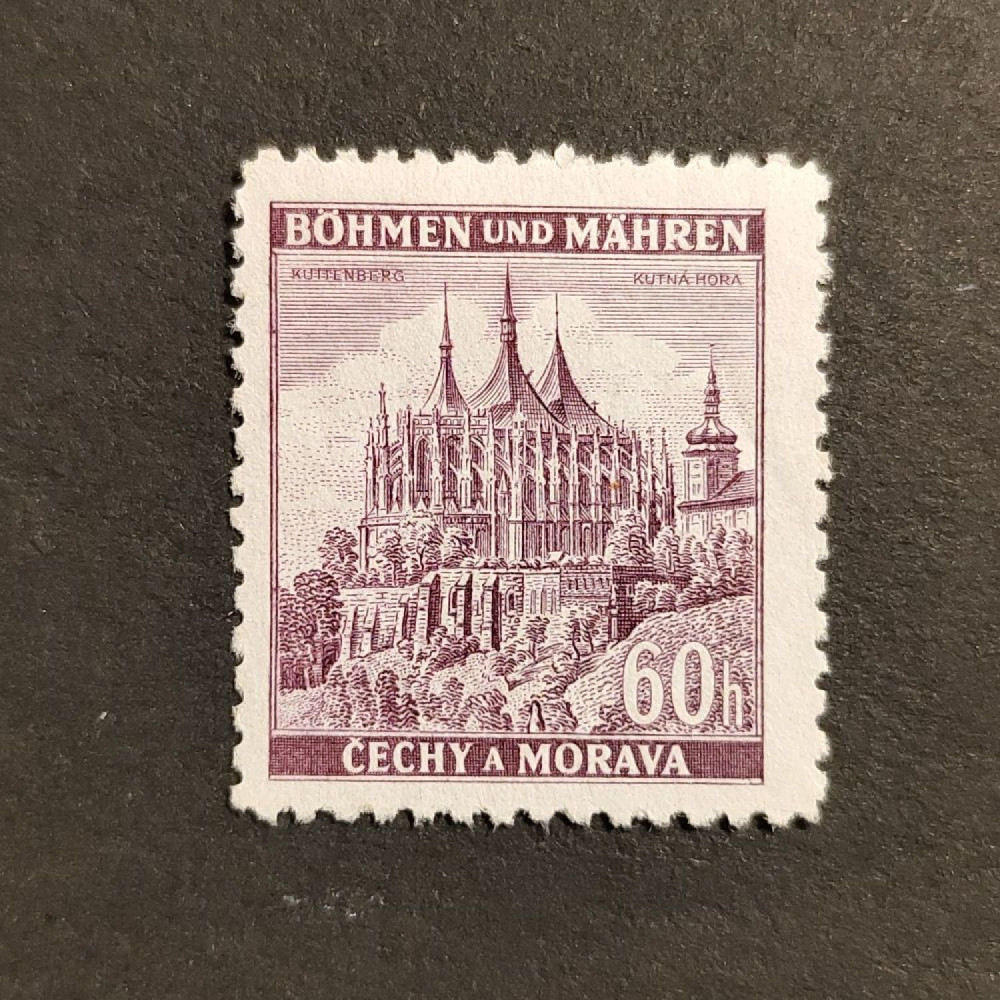 BÖHMEN UND MÄHREN
KUTTENBERG KUTNÁ HORA
60h
ČECHY A MORAVA